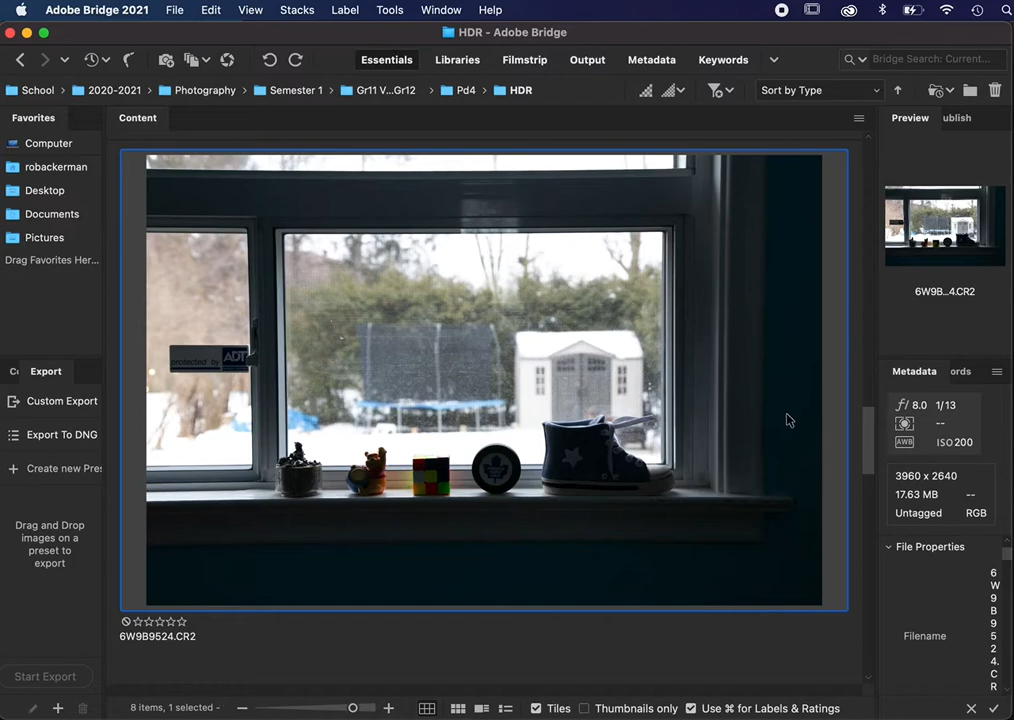 Adobe Bridge 2021 File Edit View Stacks Label Tools Window Help
HDR - Adobe Bridge
Essentials Libraries Filmstrip Output Metadata Keywords Bridge Search: Current...
School 2020-2021 Photography Semester 1 Gr11 V...Gr12 Pd4 HDR Sort by Type
Favorites
Computer
robackerman
Desktop
Documents
Pictures
Drag Favorites Her...
Content
protected by ADT
6W9B9524.CR2
Preview ublish
6W9B...4.CR2
Export
Custom Export
Export To DNG
Create new Pres
Drag and Drop
images on a
preset to
export
Start Export
Metadata ords
f/ 8.0 1/13
--
AWB ISO200
3960 x 2640
17.63 MB --
Untagged RGB
File Properties
Filename
6
W
9
B
9
5
2
4.
C
R
8 items, 1 selected - Tiles Thumbnails only Use ⌘ for Labels & Ratings